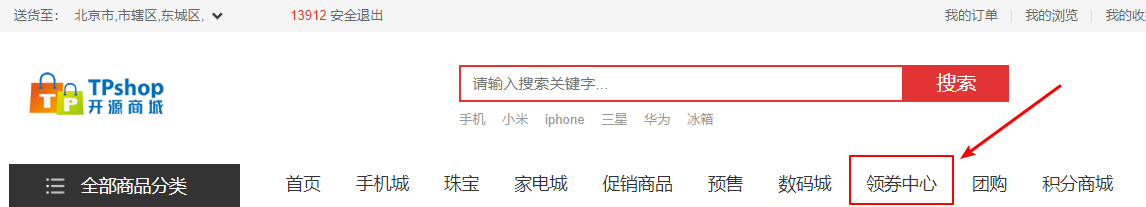 送货至： 北京市,市辖区,东城区, 13912 安全退出 我的订单 我的浏览 我的收
TPshop
开源商城
TP
请输入搜索关键字... 搜索
手机 小米 iphone 三星 华为 冰箱
全部商品分类 首页 手机城 珠宝 家电城 促销商品 预售 数码城 领券中心 团购 积分商城